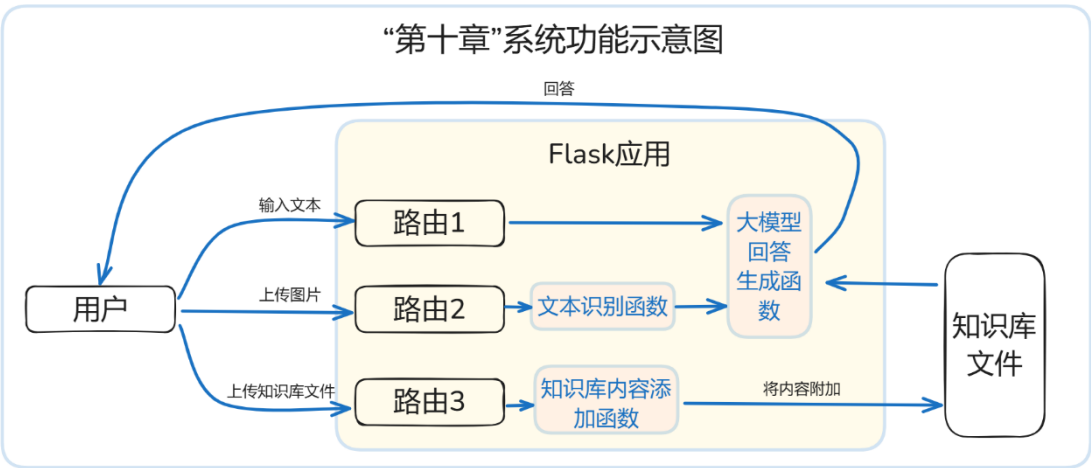 “第十章”系统功能示意图
回答
Flask应用
输入文本
路由1
大模型
回答
生成函
数
用户
上传图片
路由2
文本识别函数
知识库
文件
上传知识库文件
路由3
知识库内容添
加函数
将内容附加